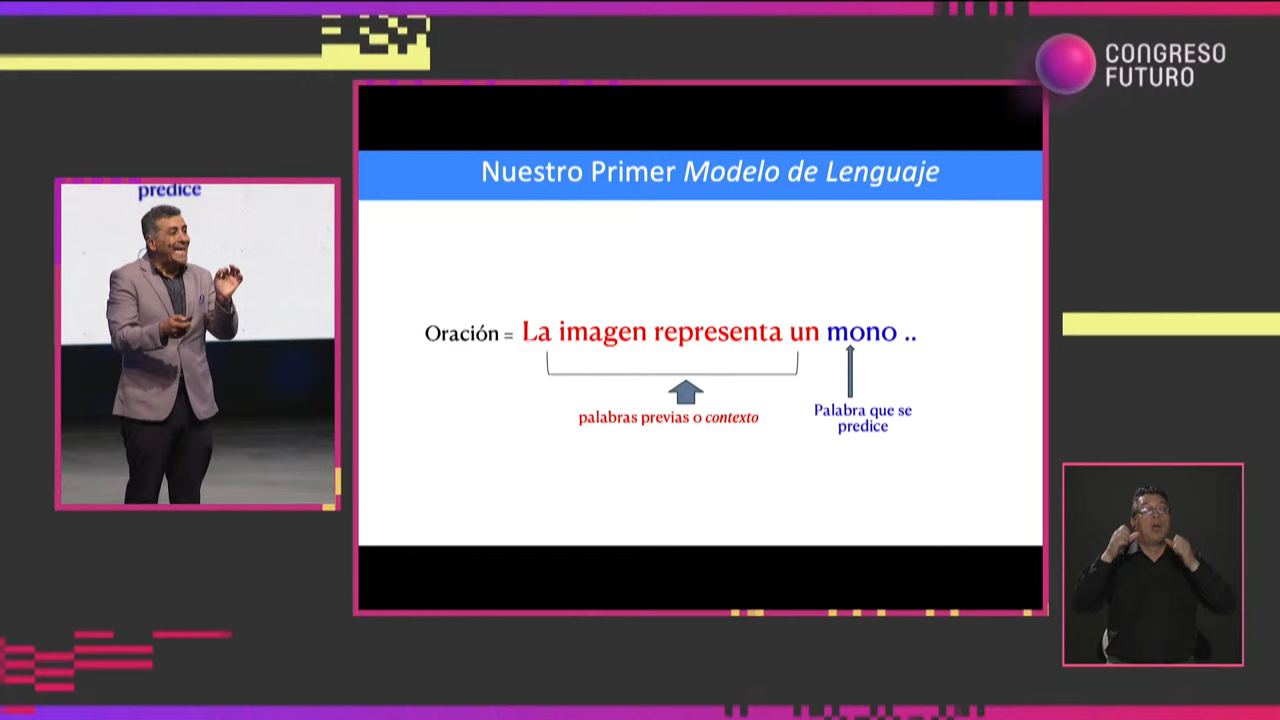 CONGRESO
FUTURO
predice
Nuestro Primer Modelo de Lenguaje
Oración = La imagen representa un mono ..
palabras previas o contexto
Palabra que se
predice